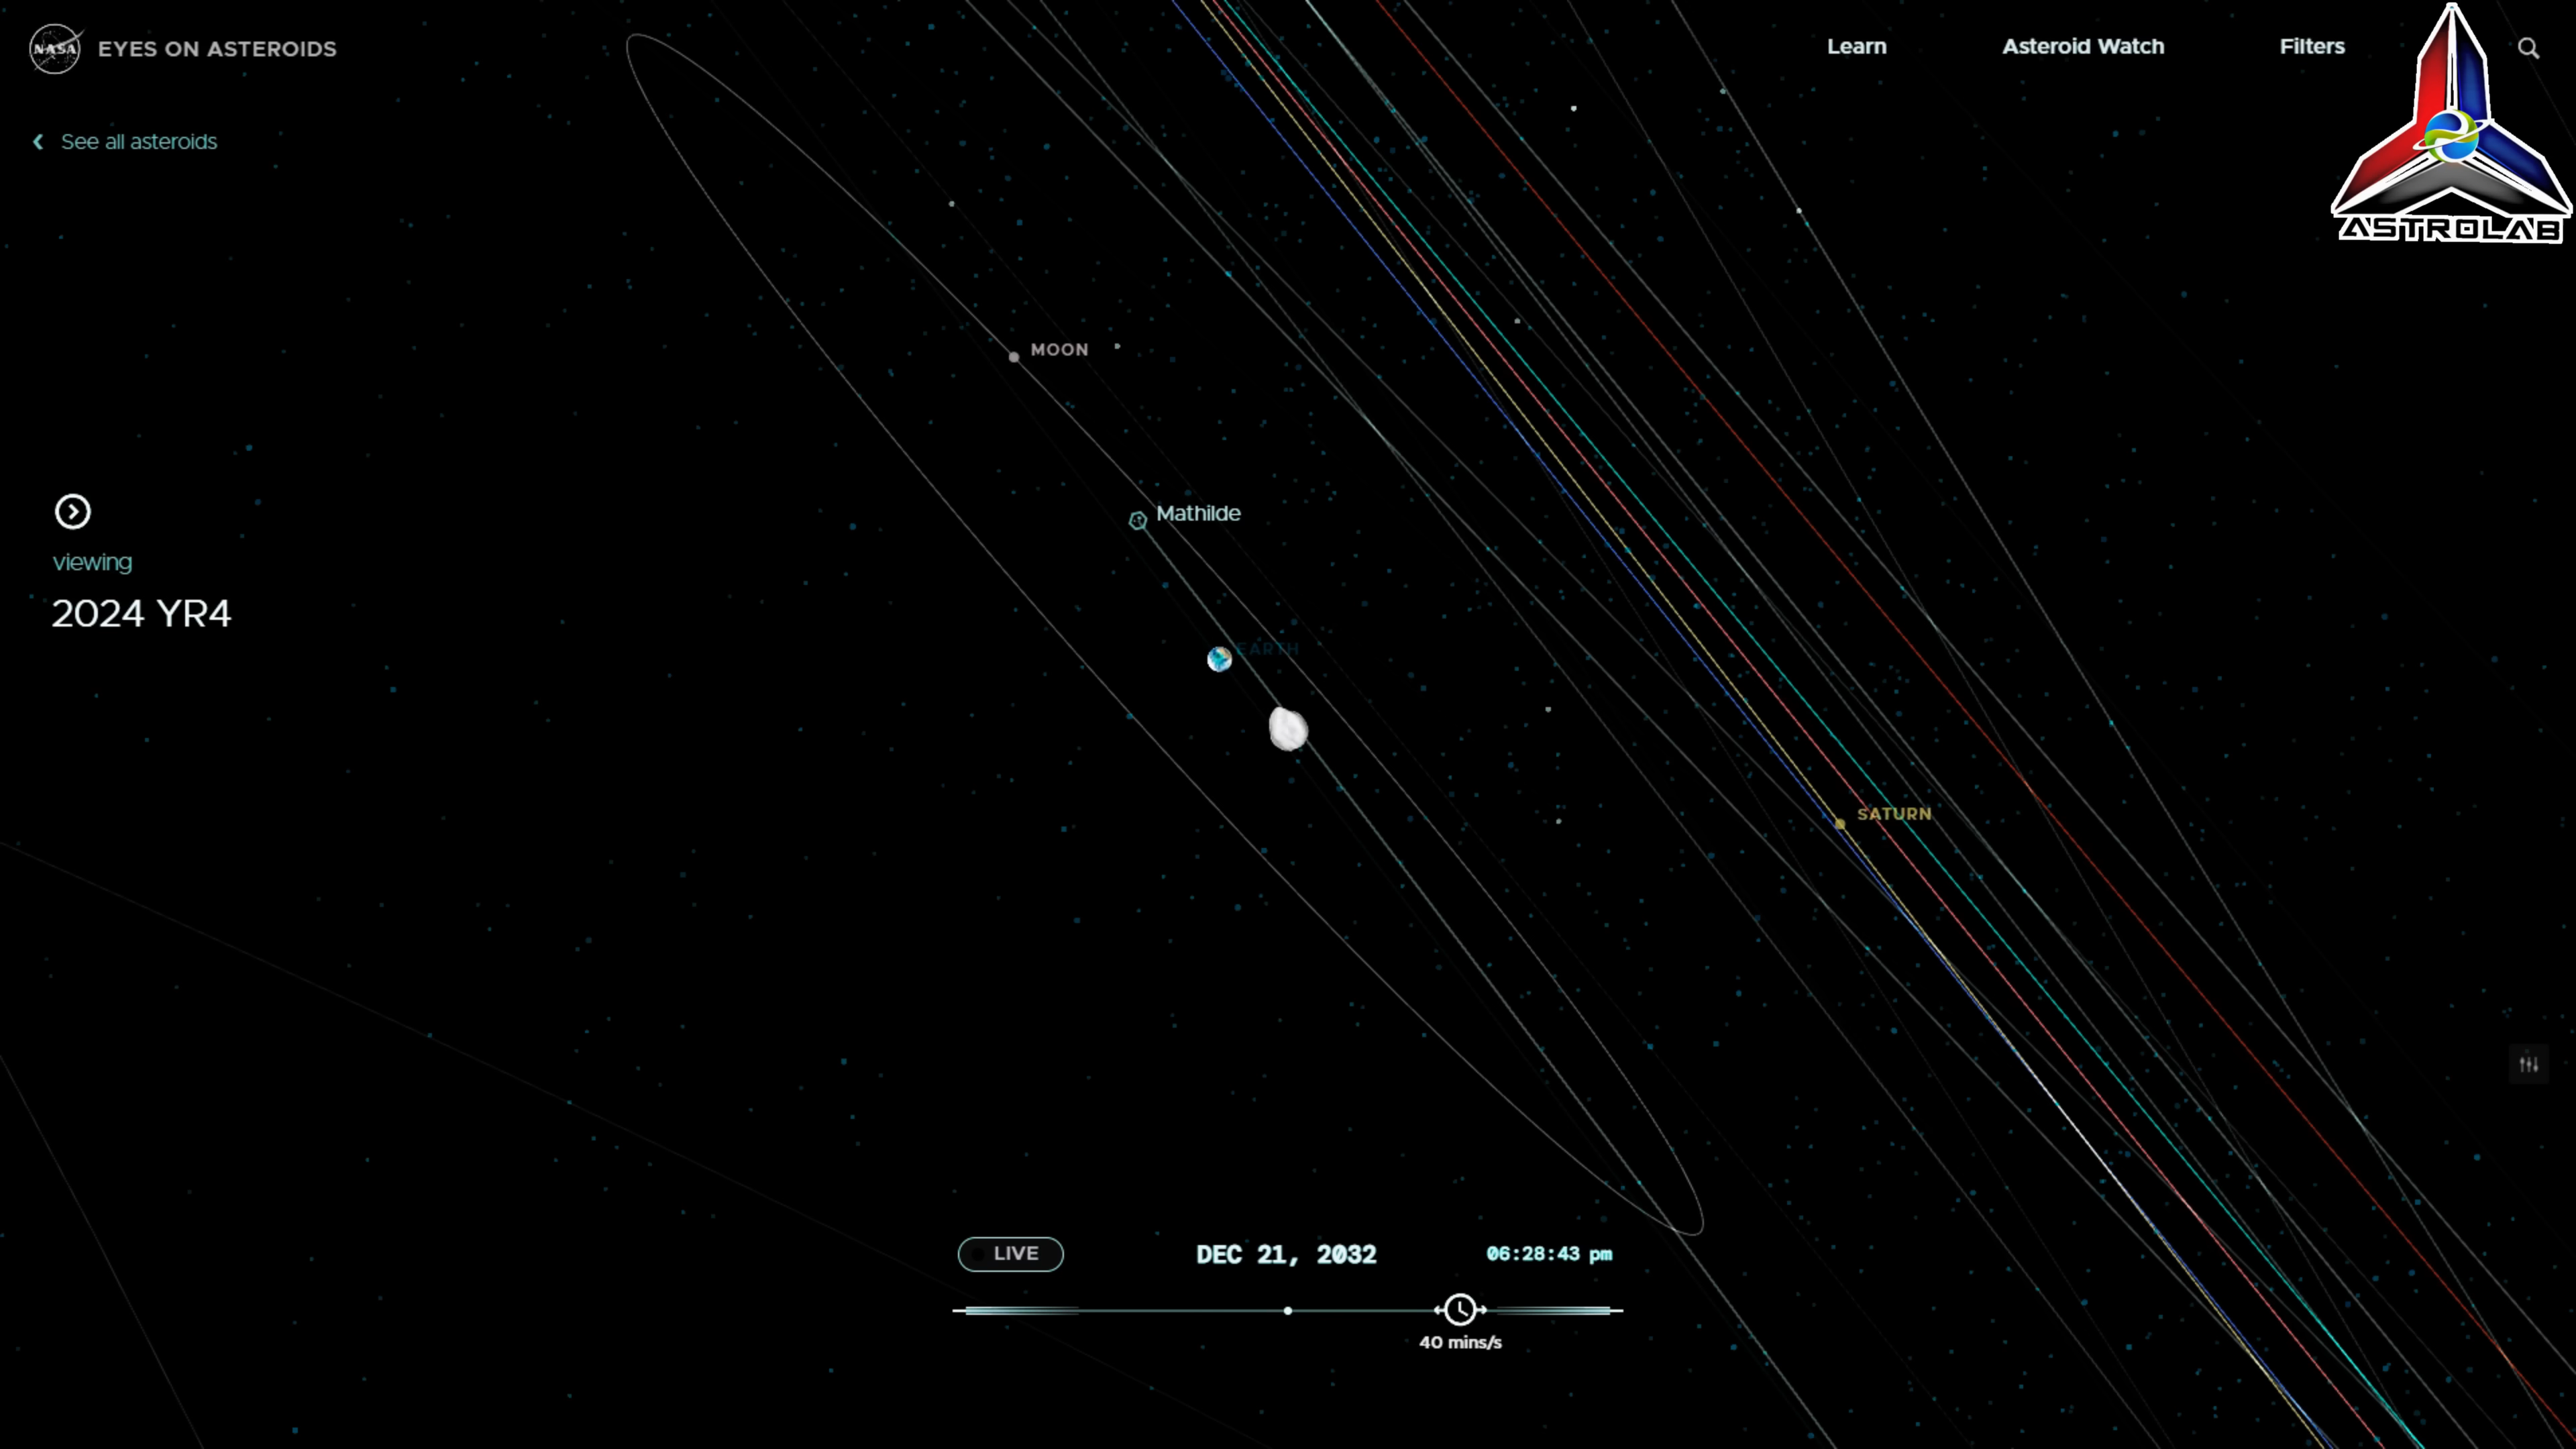 NASA
EYES ON ASTEROIDS
Learn
Asteroid Watch
Filters
ASTROLAB
See all asteroids
MOON
Mathilde
viewing
2024 YR4
EARTH
SATURN
LIVE
DEC 21, 2032
06:28:43 pm
40 mins/s